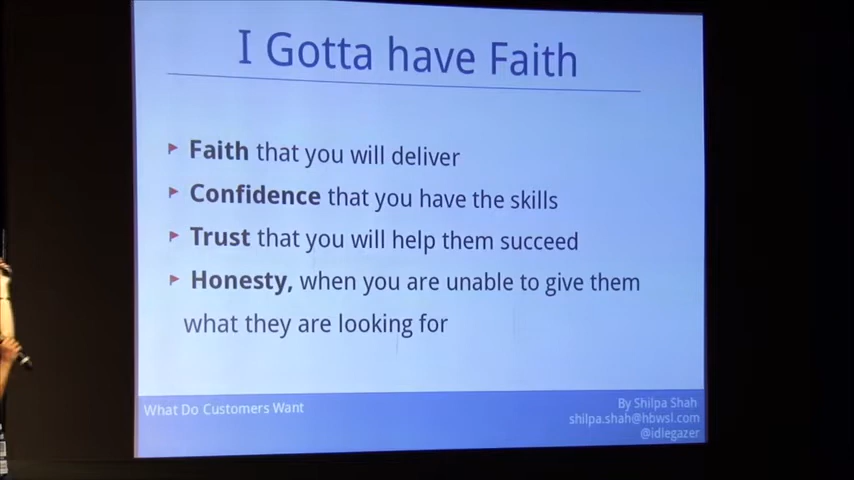 I Gotta have Faith
Faith that you will deliver
Confidence that you have the skills
Trust that you will help them succeed
Honesty, when you are unable to give them
what they are looking for
What Do Customers Want
By Shilpa Shah
shilpa.shah@hbwsl.com
@idlegazer